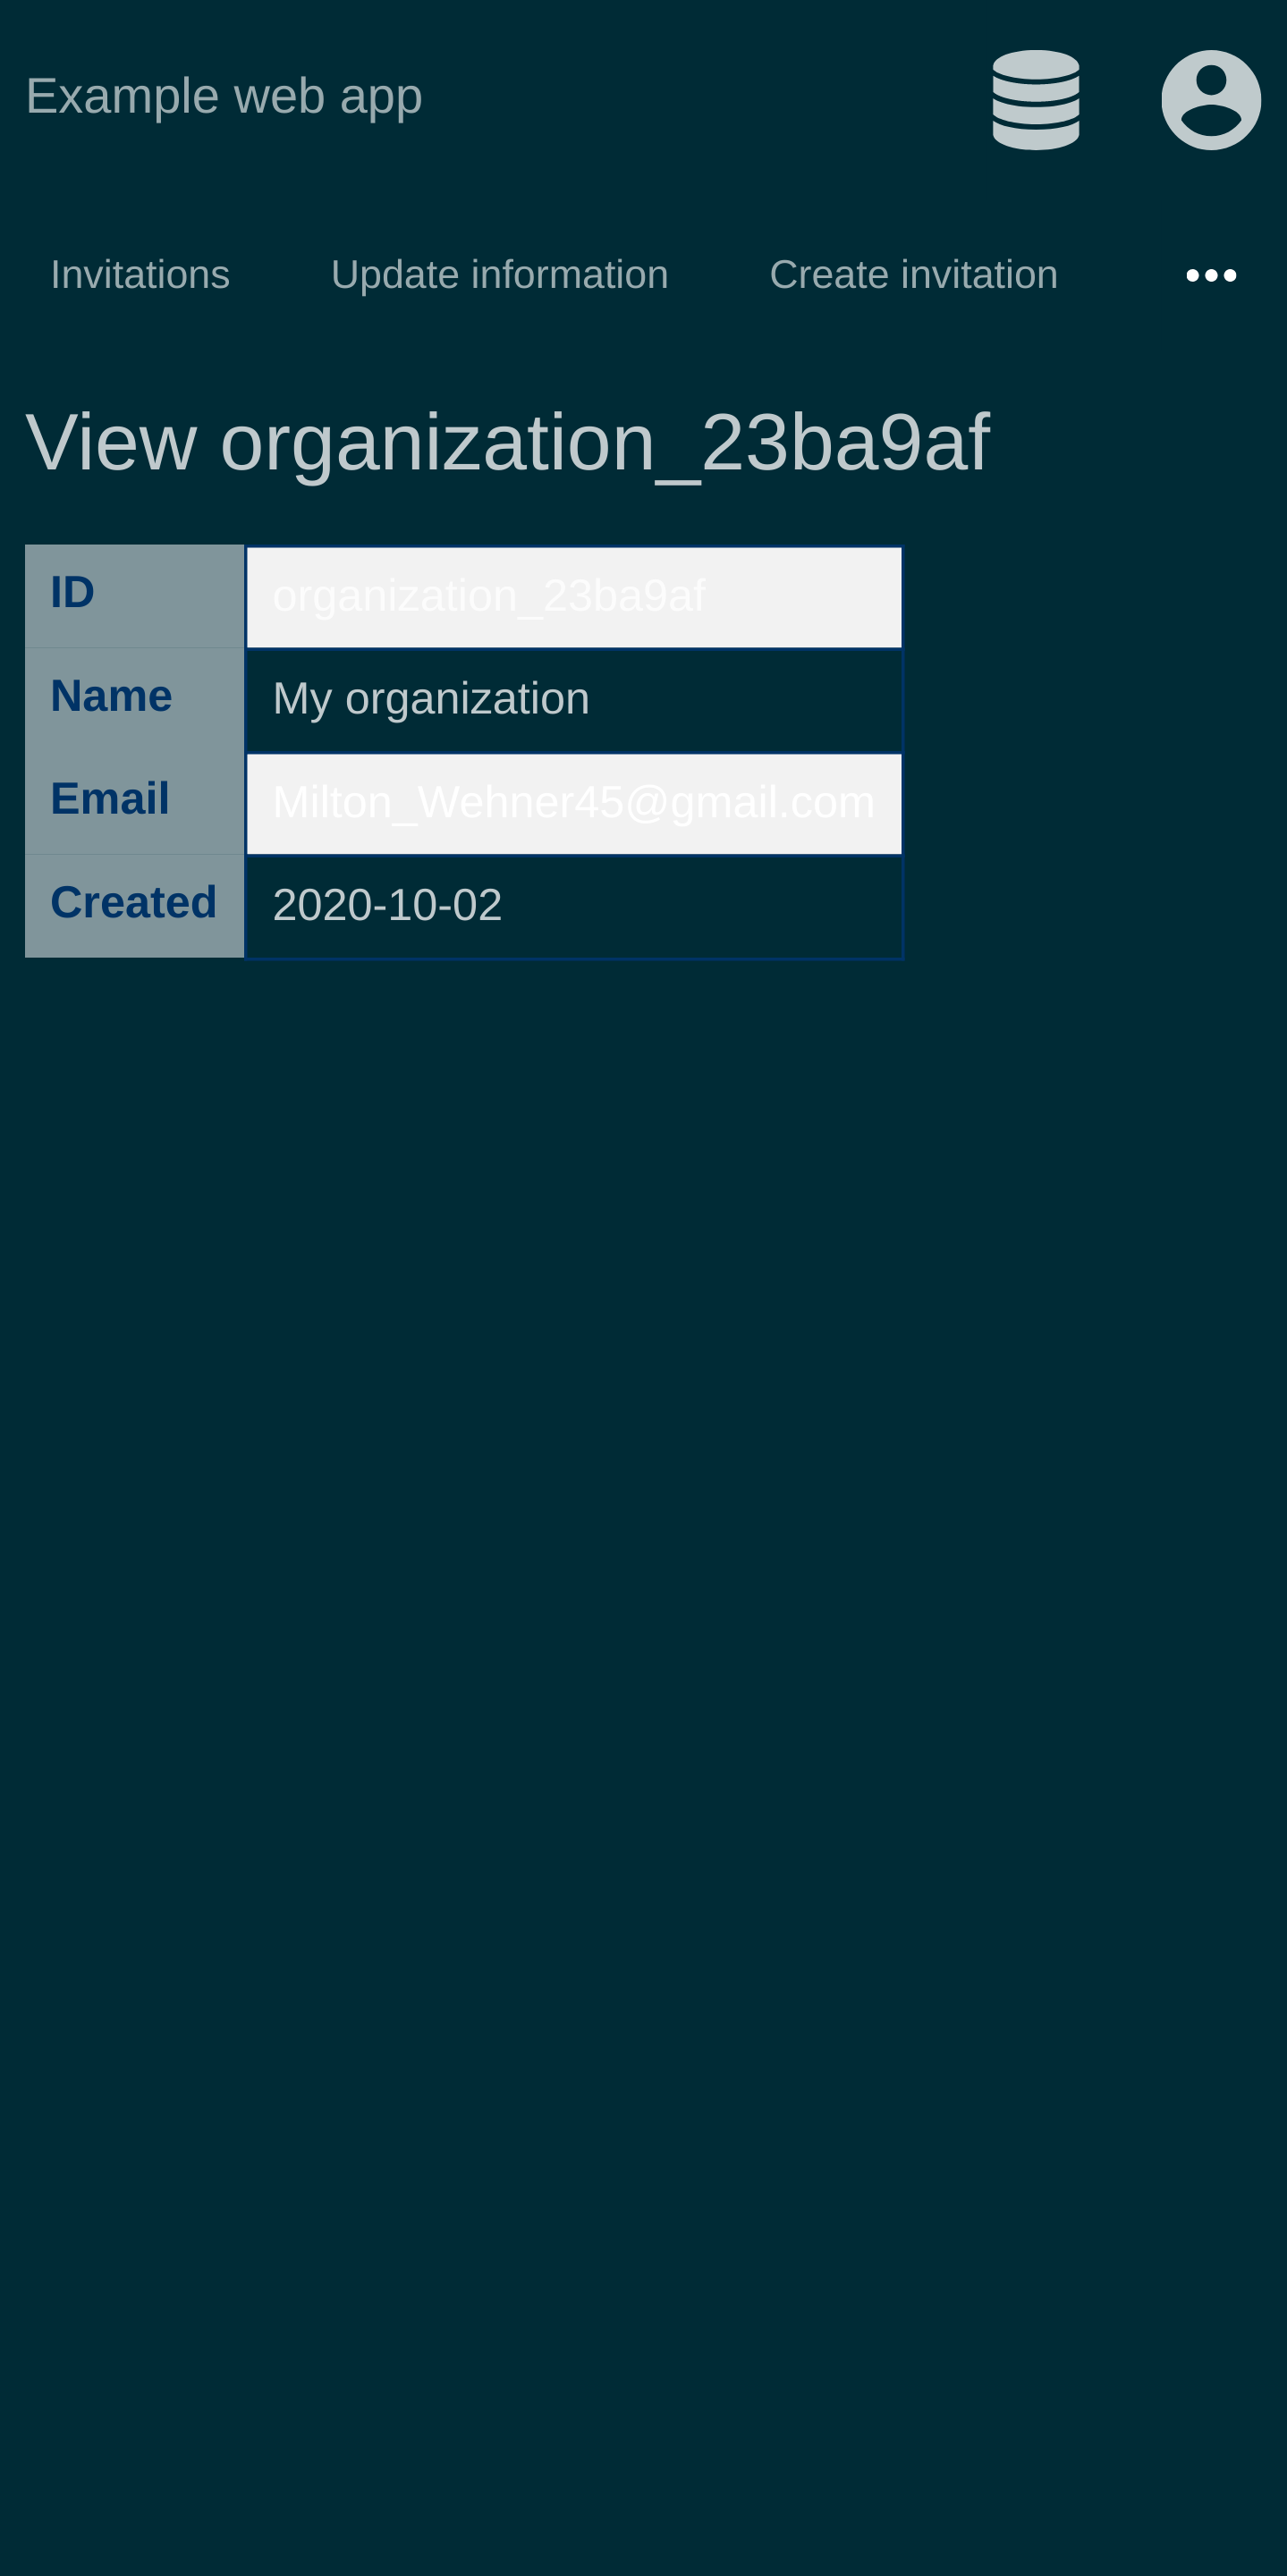 Example web app
Invitations Update information Create invitation
View organization_23ba9af
ID organization_23ba9af
Name My organization
Email Milton_Wehner45@gmail.com
Created 2020-10-02